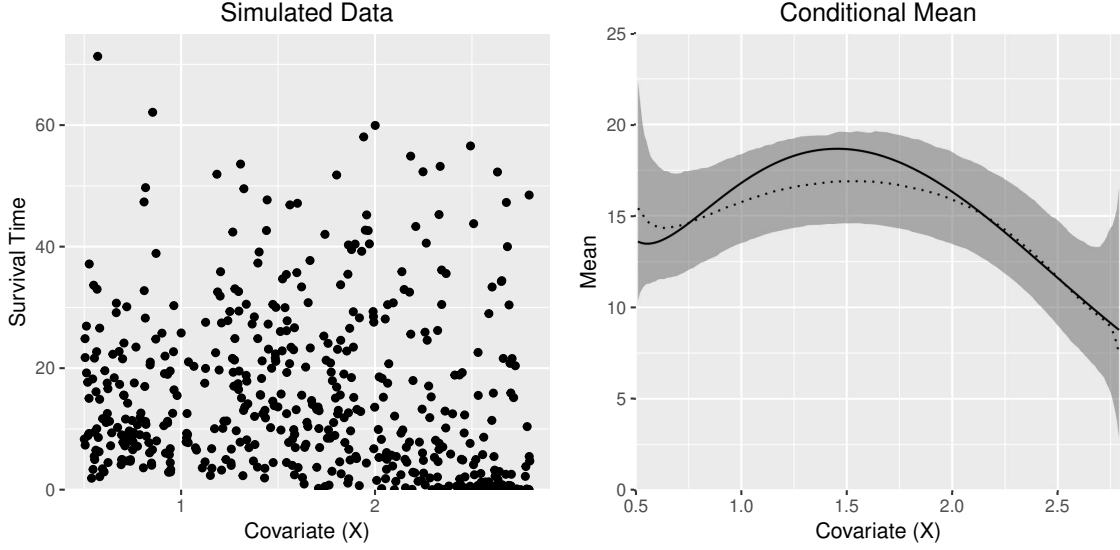 Simulated Data
Survival Time
60
40
20
0
1
2
Covariate (X)
Conditional Mean
Mean
25
20
15
10
5
0
0.5
1.0
1.5
2.0
2.5
Covariate (X)